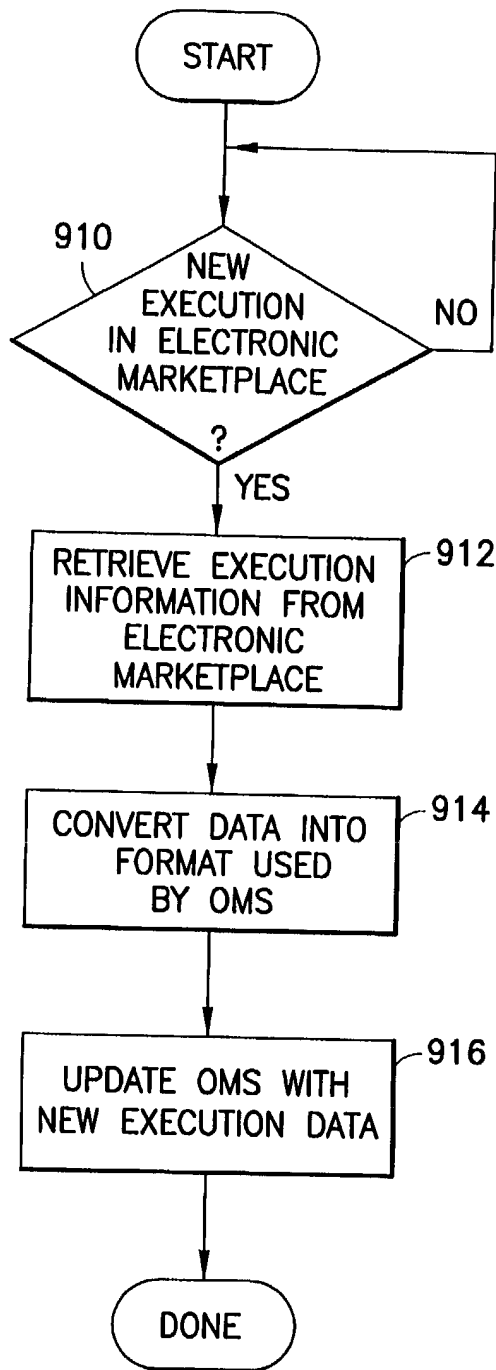 START
910
NEW
EXECUTION
IN ELECTRONIC
MARKETPLACE
?
NO
YES
912
RETRIEVE EXECUTION
INFORMATION FROM
ELECTRONIC
MARKETPLACE
914
CONVERT DATA INTO
FORMAT USED
BY OMS
916
UPDATE OMS WITH
NEW EXECUTION DATA
DONE